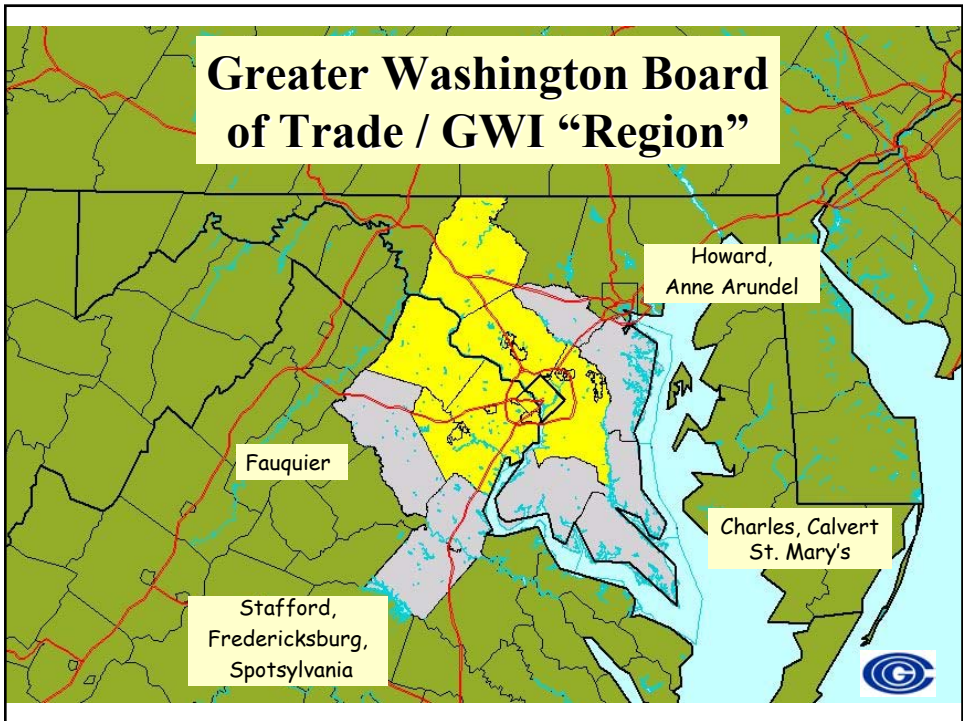 Greater Washington Board
of Trade / GWI “Region”
Howard,
Anne Arundel
Fauquier
Charles, Calvert
St. Mary's
Stafford,
Fredericksburg,
Spotsylvania